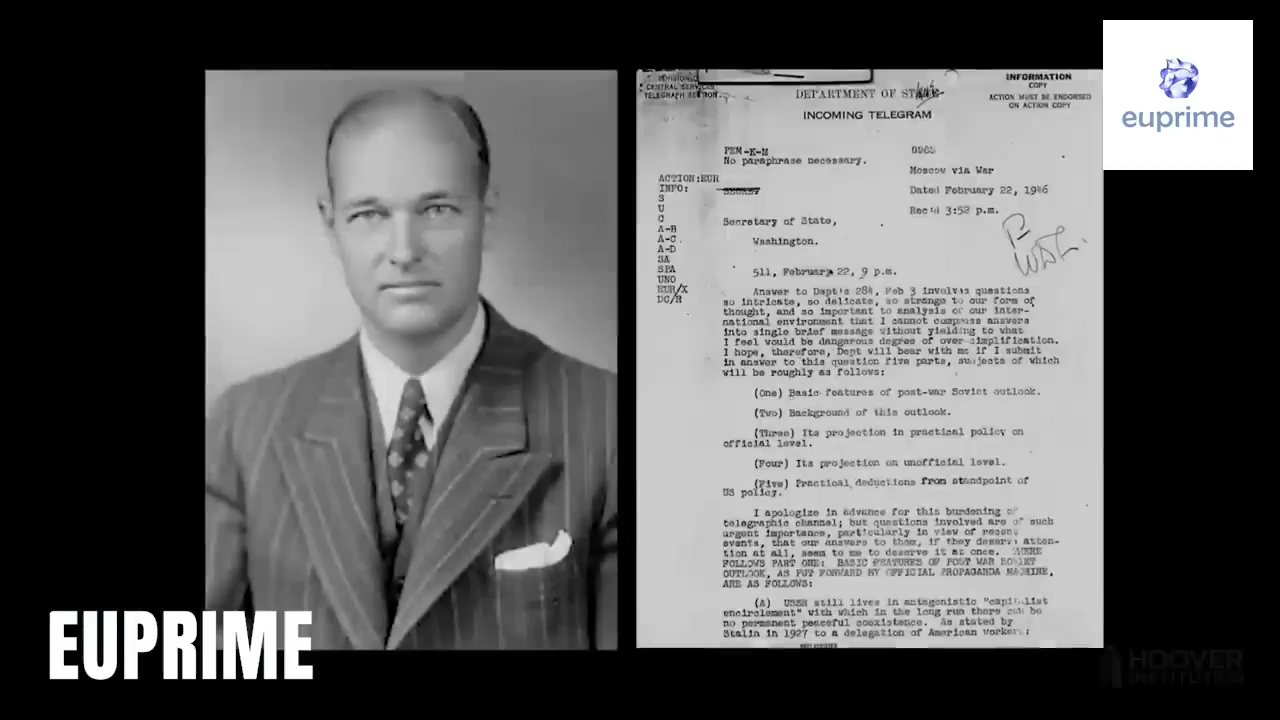 DIVISION OF
CENTRAL SERVICES
TELEGRAPH SECTION
DEPARTMENT OF STATE
INCOMING TELEGRAM
INFORMATION
COPY
ACTION MUST BE ENDORSED
ON ACTION COPY
euprime
PEM-K-M
No paraphrase necessary.
Moscow via War
Dated February 22, 1946
Rec'd 3:52 p.m.
ACTION:EUR
INFO:
S
U
C
A-B
A-C
A-D
SA
SPA
UNO
EUR/X
DC/R
SECRET
Secretary of State,
Washington.
511, February 22, 9 p.m.
Answer to Dept's 284, Feb 3 involves questions
so intricate, so delicate, so strange to our form of
thought, and so important to analysis of our inter-
national environment that I cannot compress answers
into single brief message without yielding to what
I feel would be dangerous degree of over-simplification.
I hope, therefore, Dept will bear with me if I submit
in answer to this question five parts, subjects of which
will be roughly as follows:
(One) Basic features of post-war Soviet outlook.
(Two) Background of this outlook.
(Three) Its projection in practical policy on
official level.
(Four) Its projection on unofficial level.
(Five) Practical deductions from standpoint of
US policy.
I apologize in advance for this burdening of
telegraphic channel; but questions involved are of such
urgent importance, particularly in view of recent
events, that our answers to them, if they deserve atten-
tion at all, seem to me to deserve it at once. THERE
FOLLOWS PART ONE: BASIC FEATURES OF POST WAR SOVIET
OUTLOOK, AS PUT FORWARD BY OFFICIAL PROPAGANDA MACHINE,
ARE AS FOLLOWS:
(A) USSR still lives in antagonistic "capitalist
encirclement" with which in the long run there can be
no permanent peaceful coexistence. As stated by
Stalin in 1927 to a delegation of American workers:
EUPRIME
HOOVER
INSTITUTION